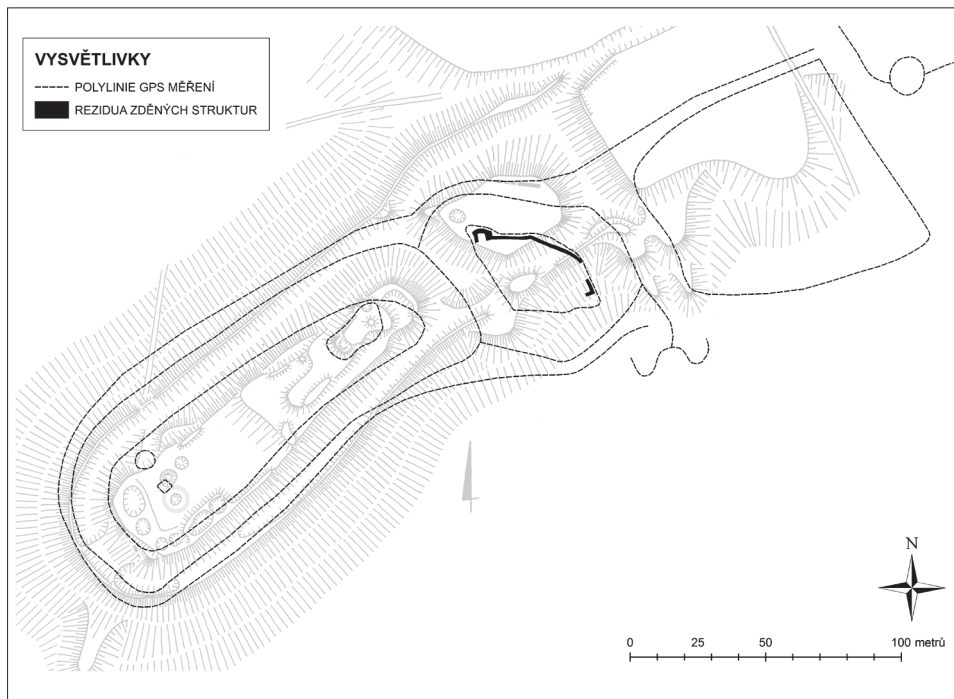 VYSVĚTLIVKY
POLYLINIE GPS MĚŘENÍ
REZIDUA ZDĚNÝCH STRUKTUR
N
0 25 50 100 metrů